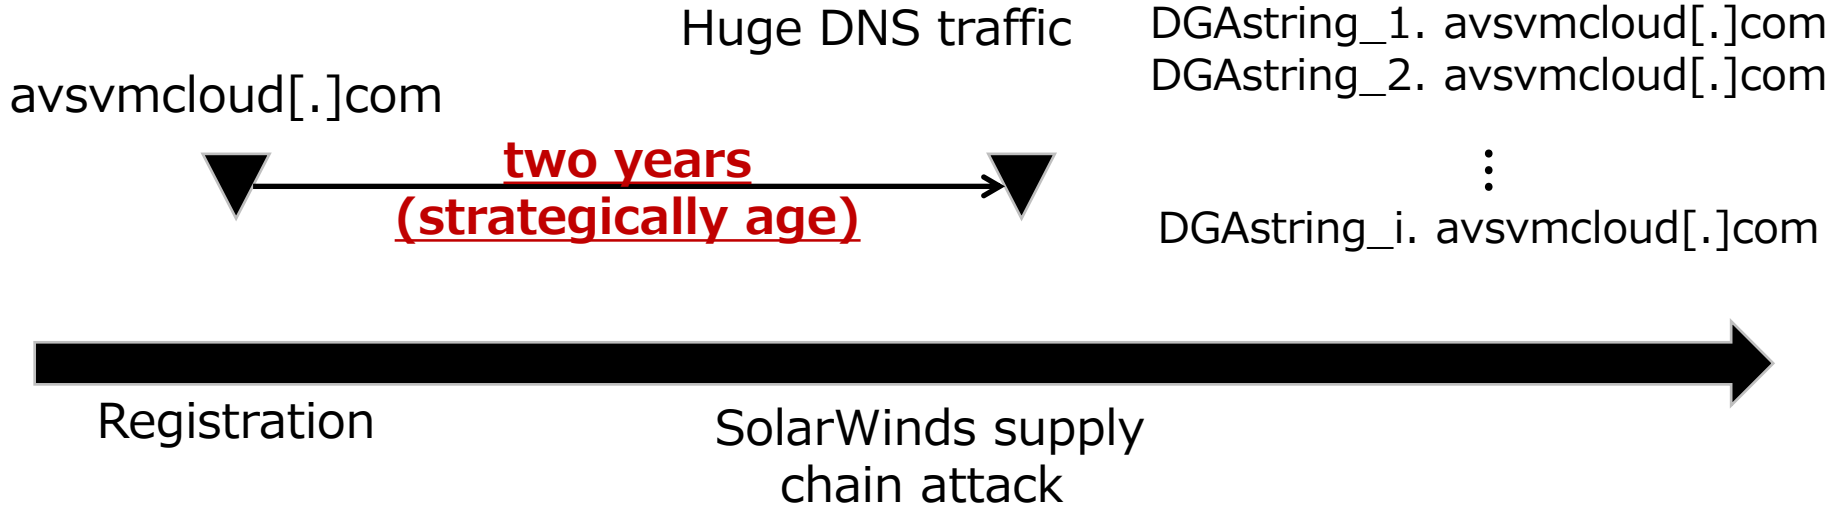 Huge DNS traffic
DGAstring_1. avsvmcloud[.]com
DGAstring_2. avsvmcloud[.]com
⋮
DGAstring_i. avsvmcloud[.]com
avsvmcloud[.]com
two years
(strategically age)
Registration
SolarWinds supply
chain attack